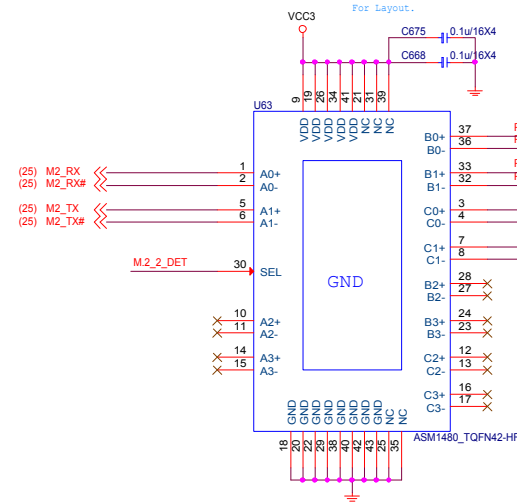 For Layout.
VCC3
C675 0.1u/16X4
C668 0.1u/16X4
9 19 26 34 41 21 31 39
U63
VDD VDD VDD VDD VDD NC NC NC
(25) M2_RX 1 A0+
(25) M2_RX# 2 A0-
(25) M2_TX 5 A1+
(25) M2_TX# 6 A1-
M.2_2_DET 30 SEL
10 A2+
11 A2-
14 A3+
15 A3-
GND
B0+ 37
B0- 36
B1+ 33
B1- 32
C0+ 3
C0- 4
C1+ 7
C1- 8
B2+ 28
B2- 27
B3+ 24
B3- 23
C2+ 12
C2- 13
C3+ 16
C3- 17
GND GND GND GND GND GND GND GND NC NC
ASM1480_TQFN42-HF
18 20 22 29 38 40 42 43 25 35